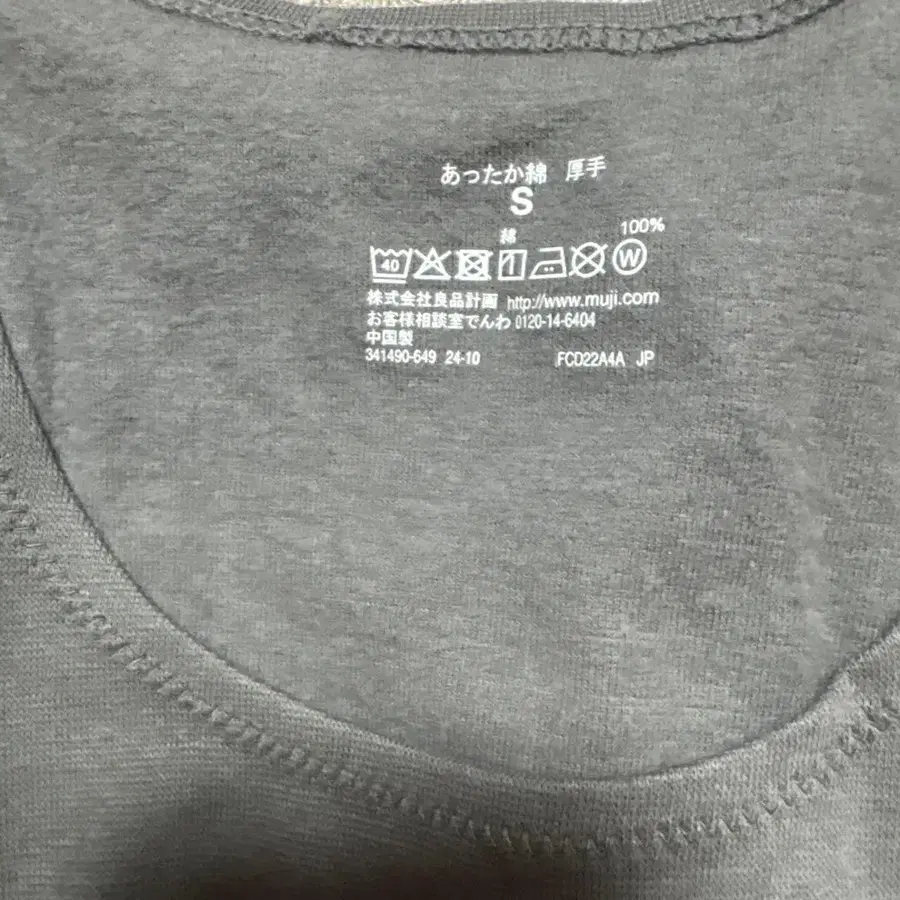 あったか綿 厚手
S
綿 100%
40 W
株式会社良品計画 http://www.muji.com
お客様相談室でんわ 0120-14-6404
中国製
341490-649 24-10 FCD22A4A JP